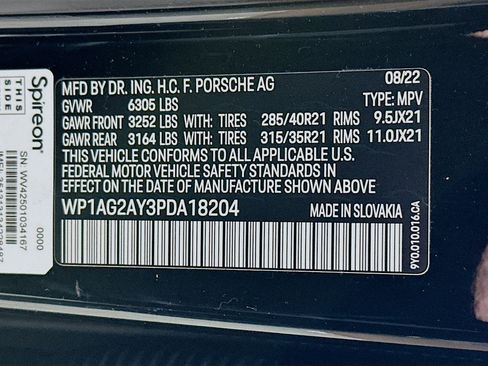 MFD BY DR. ING. H.C. F. PORSCHE AG 08/22
GVWR 6305 LBS TYPE: MPV
GAWR FRONT 3252 LBS WITH: TIRES 285/40R21 RIMS 9.5JX21
GAWR REAR 3164 LBS WITH: TIRES 315/35R21 RIMS 11.0JX21
THIS VEHICLE CONFORMS TO ALL APPLICABLE U.S.
FEDERAL MOTOR VEHICLE SAFETY STANDARDS IN
EFFECT ON THE DATE OF MANUFACTURE SHOWN ABOVE.
WP1AG2AY3PDA18204 MADE IN SLOVAKIA
9Y0.010.016.CA
THIS
SIDE
Spireon
SN: WV42501034167
0000